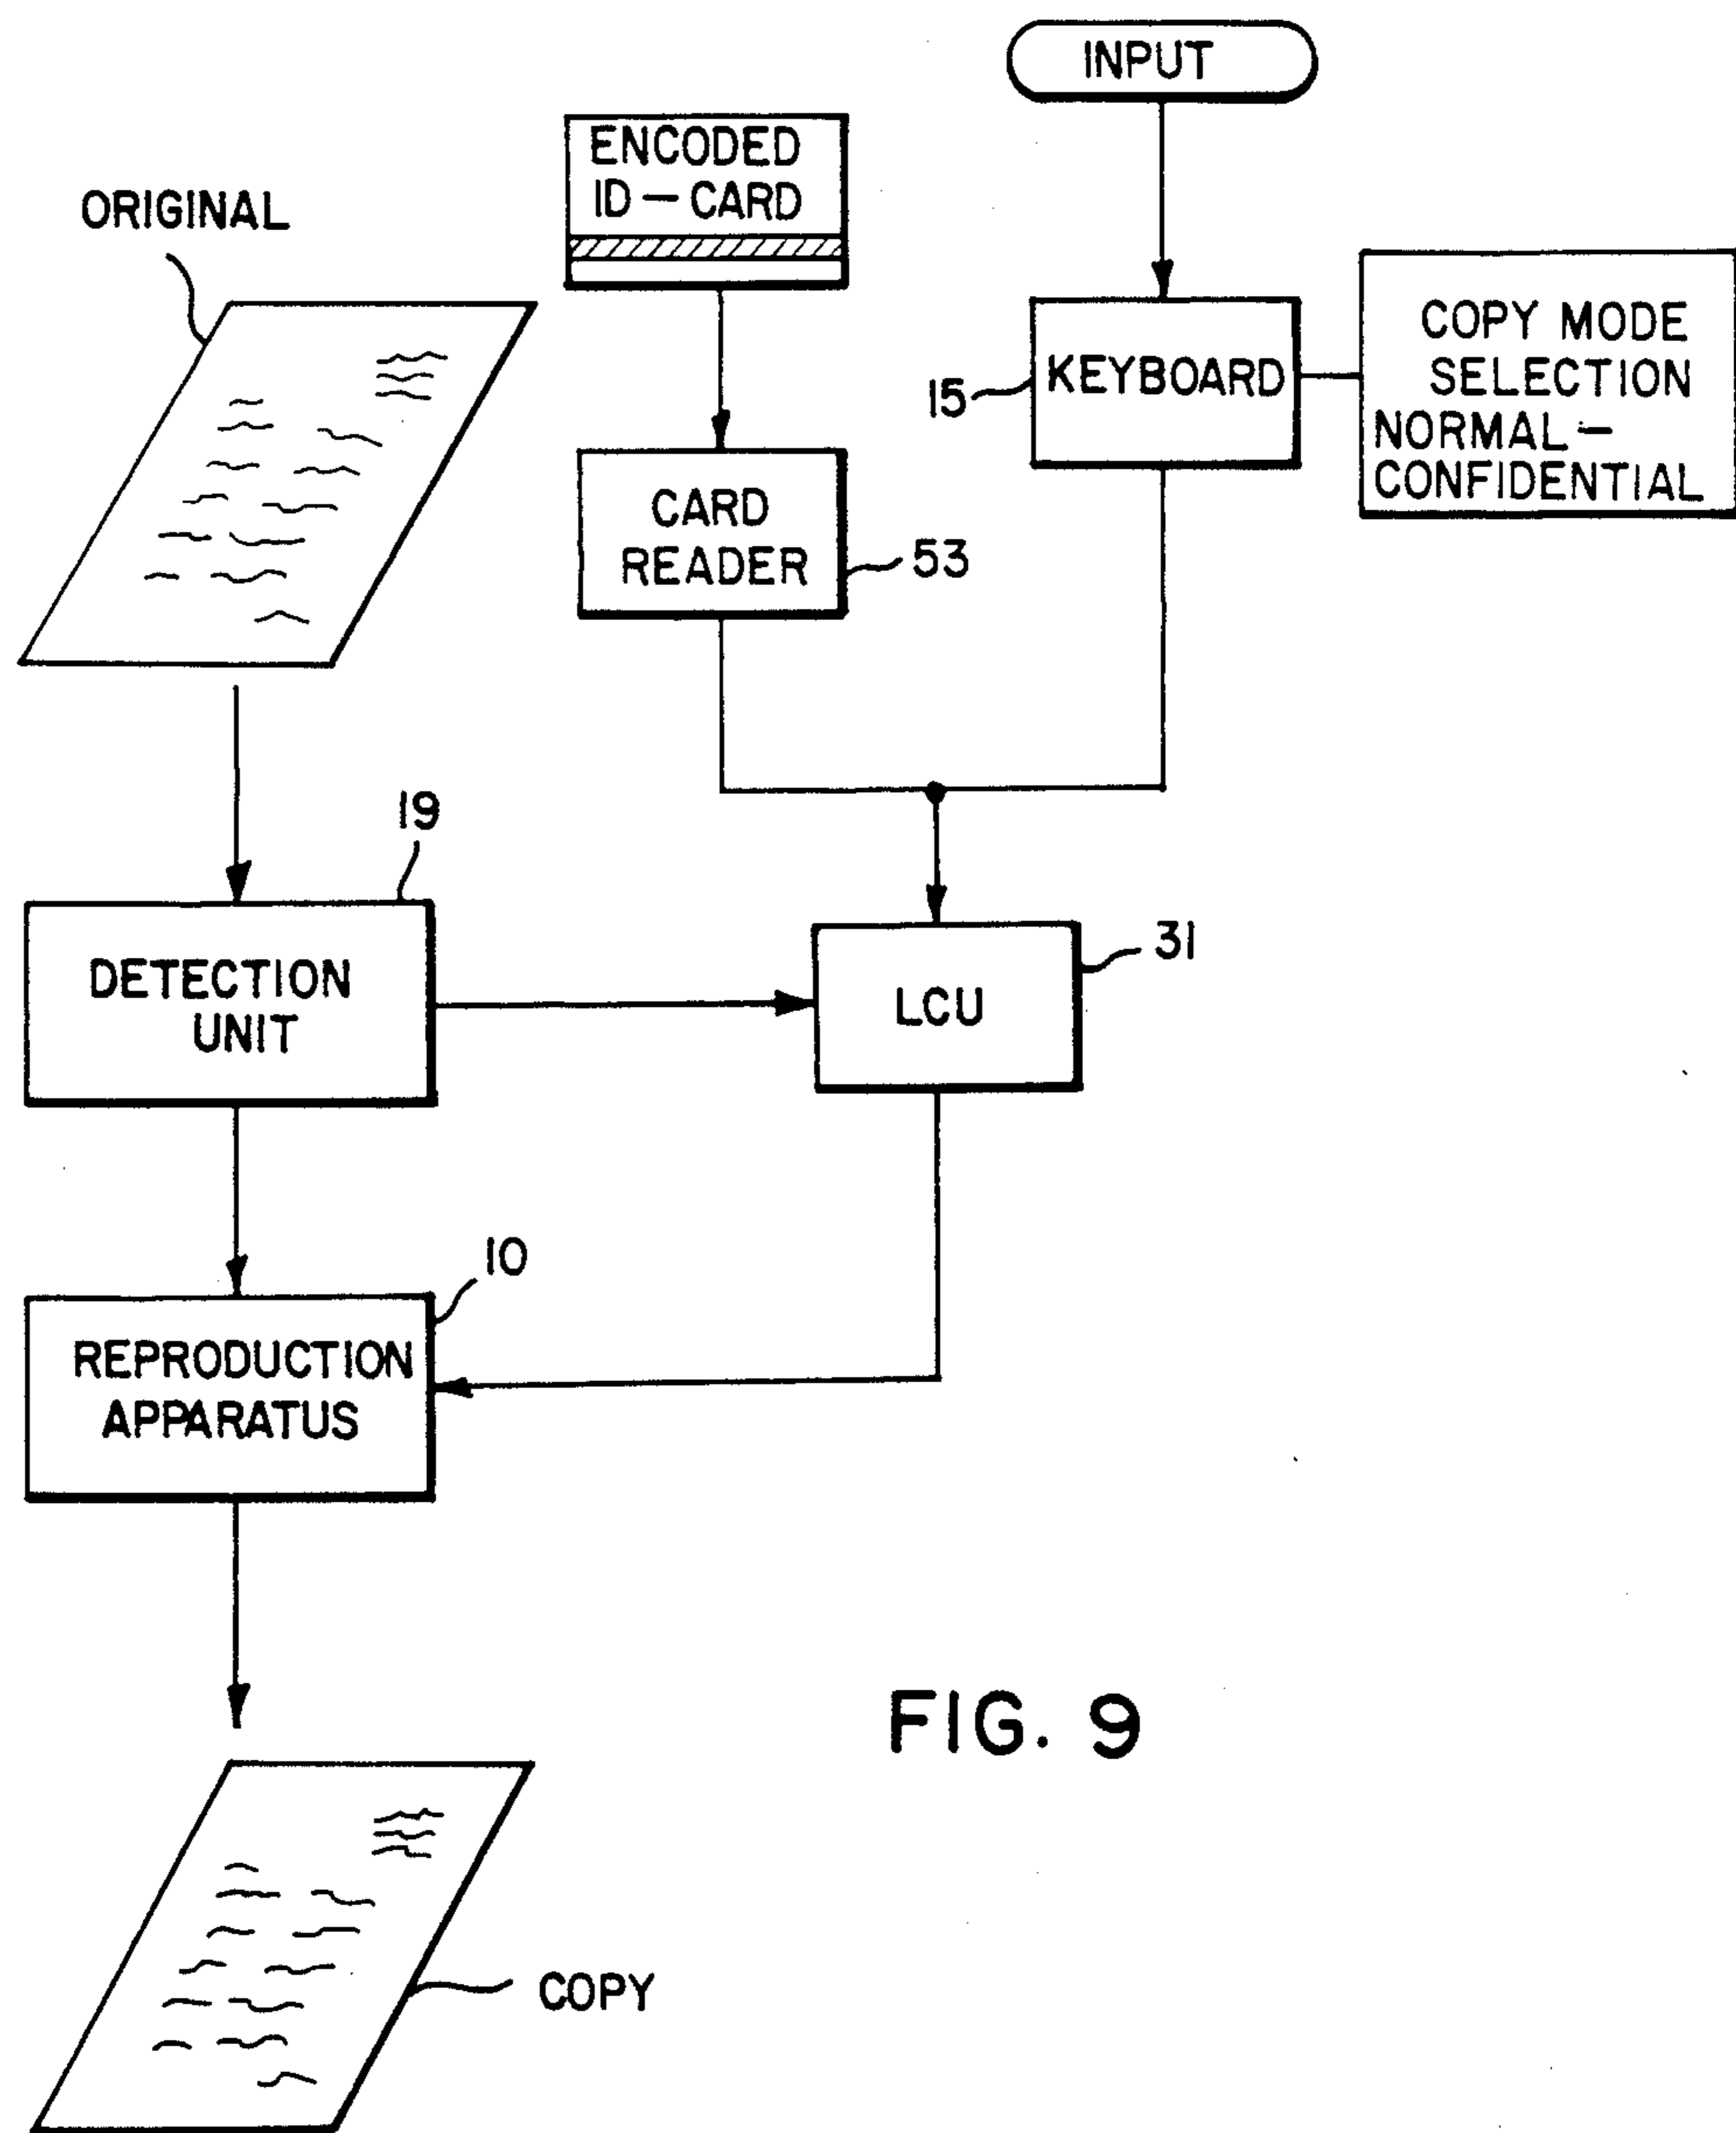 INPUT
ENCODED
ID-CARD
ORIGINAL
COPY MODE
SELECTION
NORMAL-
CONFIDENTIAL
15
KEYBOARD
CARD
READER
53
19
DETECTION
UNIT
31
LCU
10
REPRODUCTION
APPARATUS
FIG. 9
COPY